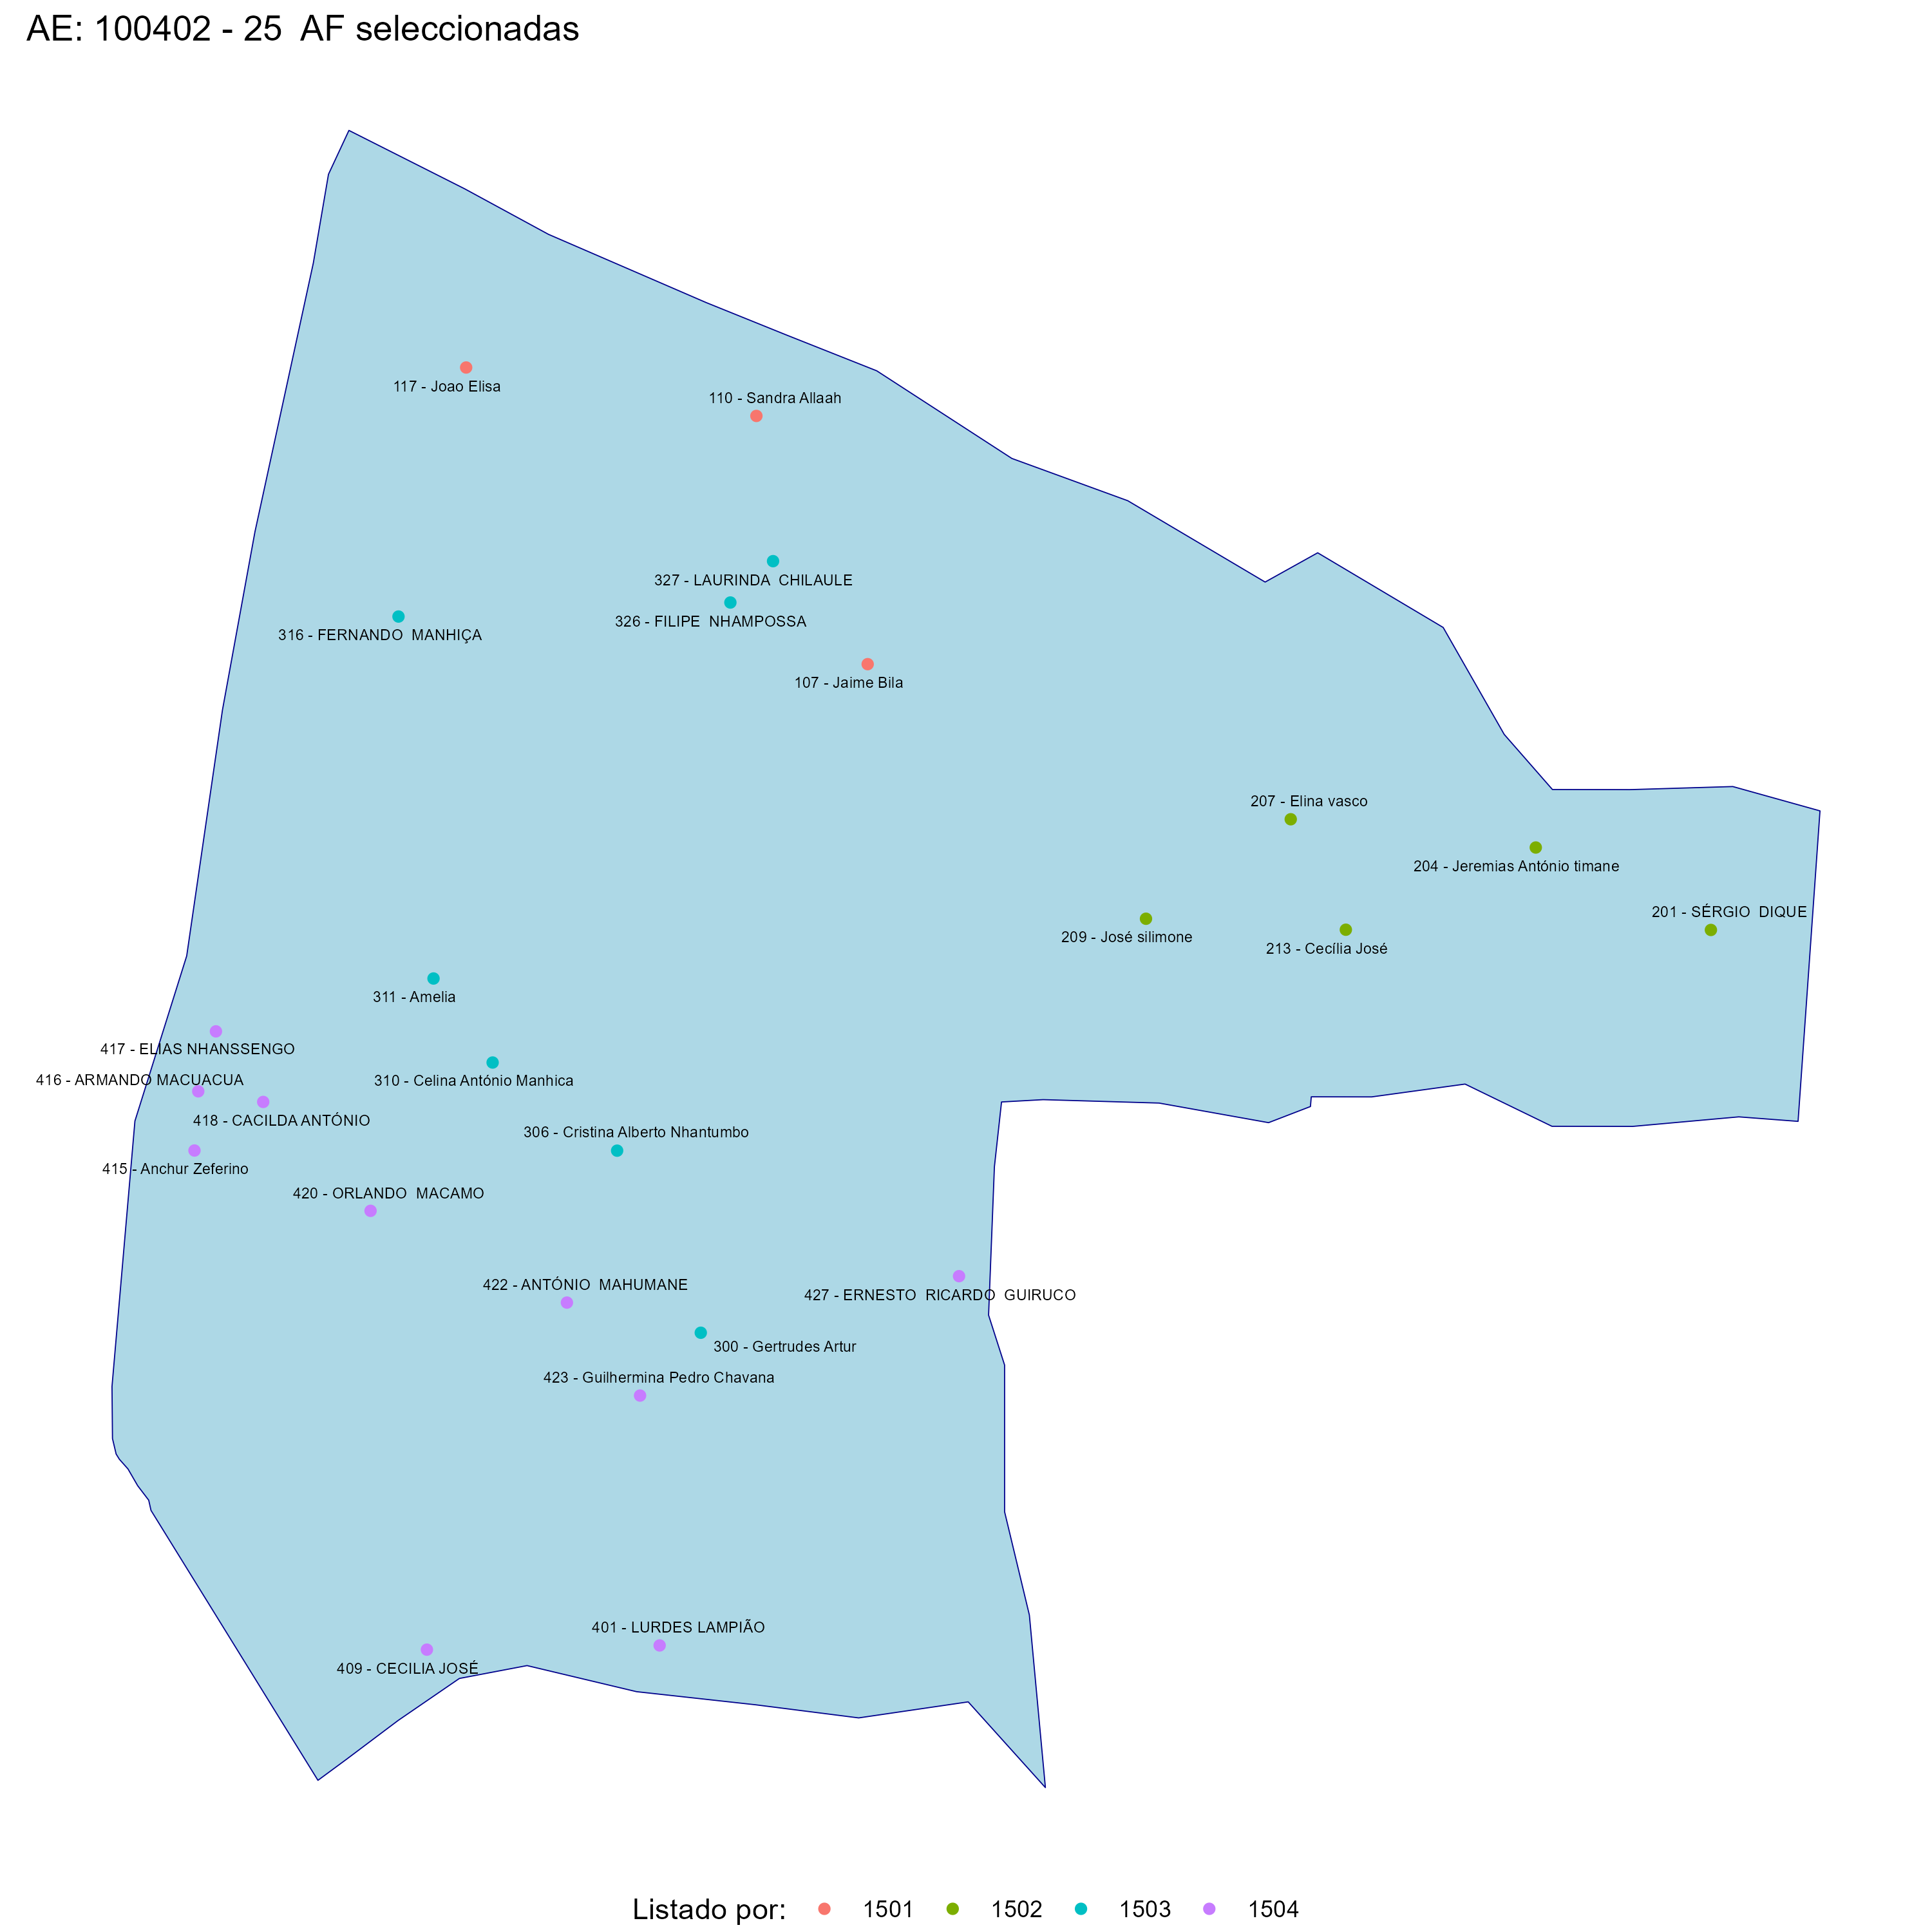 AE: 100402 - 25  AF seleccionadas
117 - Joao Elisa
110 - Sandra Allaah
327 - LAURINDA  CHILAULE
326 - FILIPE  NHAMPOSSA
316 - FERNANDO  MANHIÇA
107 - Jaime Bila
207 - Elina vasco
204 - Jeremias António timane
201 - SÉRGIO  DIQUE
209 - José silimone
213 - Cecília José
311 - Amelia
417 - ELIAS NHANSSENGO
416 - ARMANDO MACUACUA
310 - Celina António Manhica
418 - CACILDA ANTÓNIO
306 - Cristina Alberto Nhantumbo
415 - Anchur Zeferino
420 - ORLANDO  MACAMO
422 - ANTÓNIO  MAHUMANE
427 - ERNESTO  RICARDO  GUIRUCO
300 - Gertrudes Artur
423 - Guilhermina Pedro Chavana
401 - LURDES LAMPIÃO
409 - CECILIA JOSÉ
Listado por: 1501 1502 1503 1504